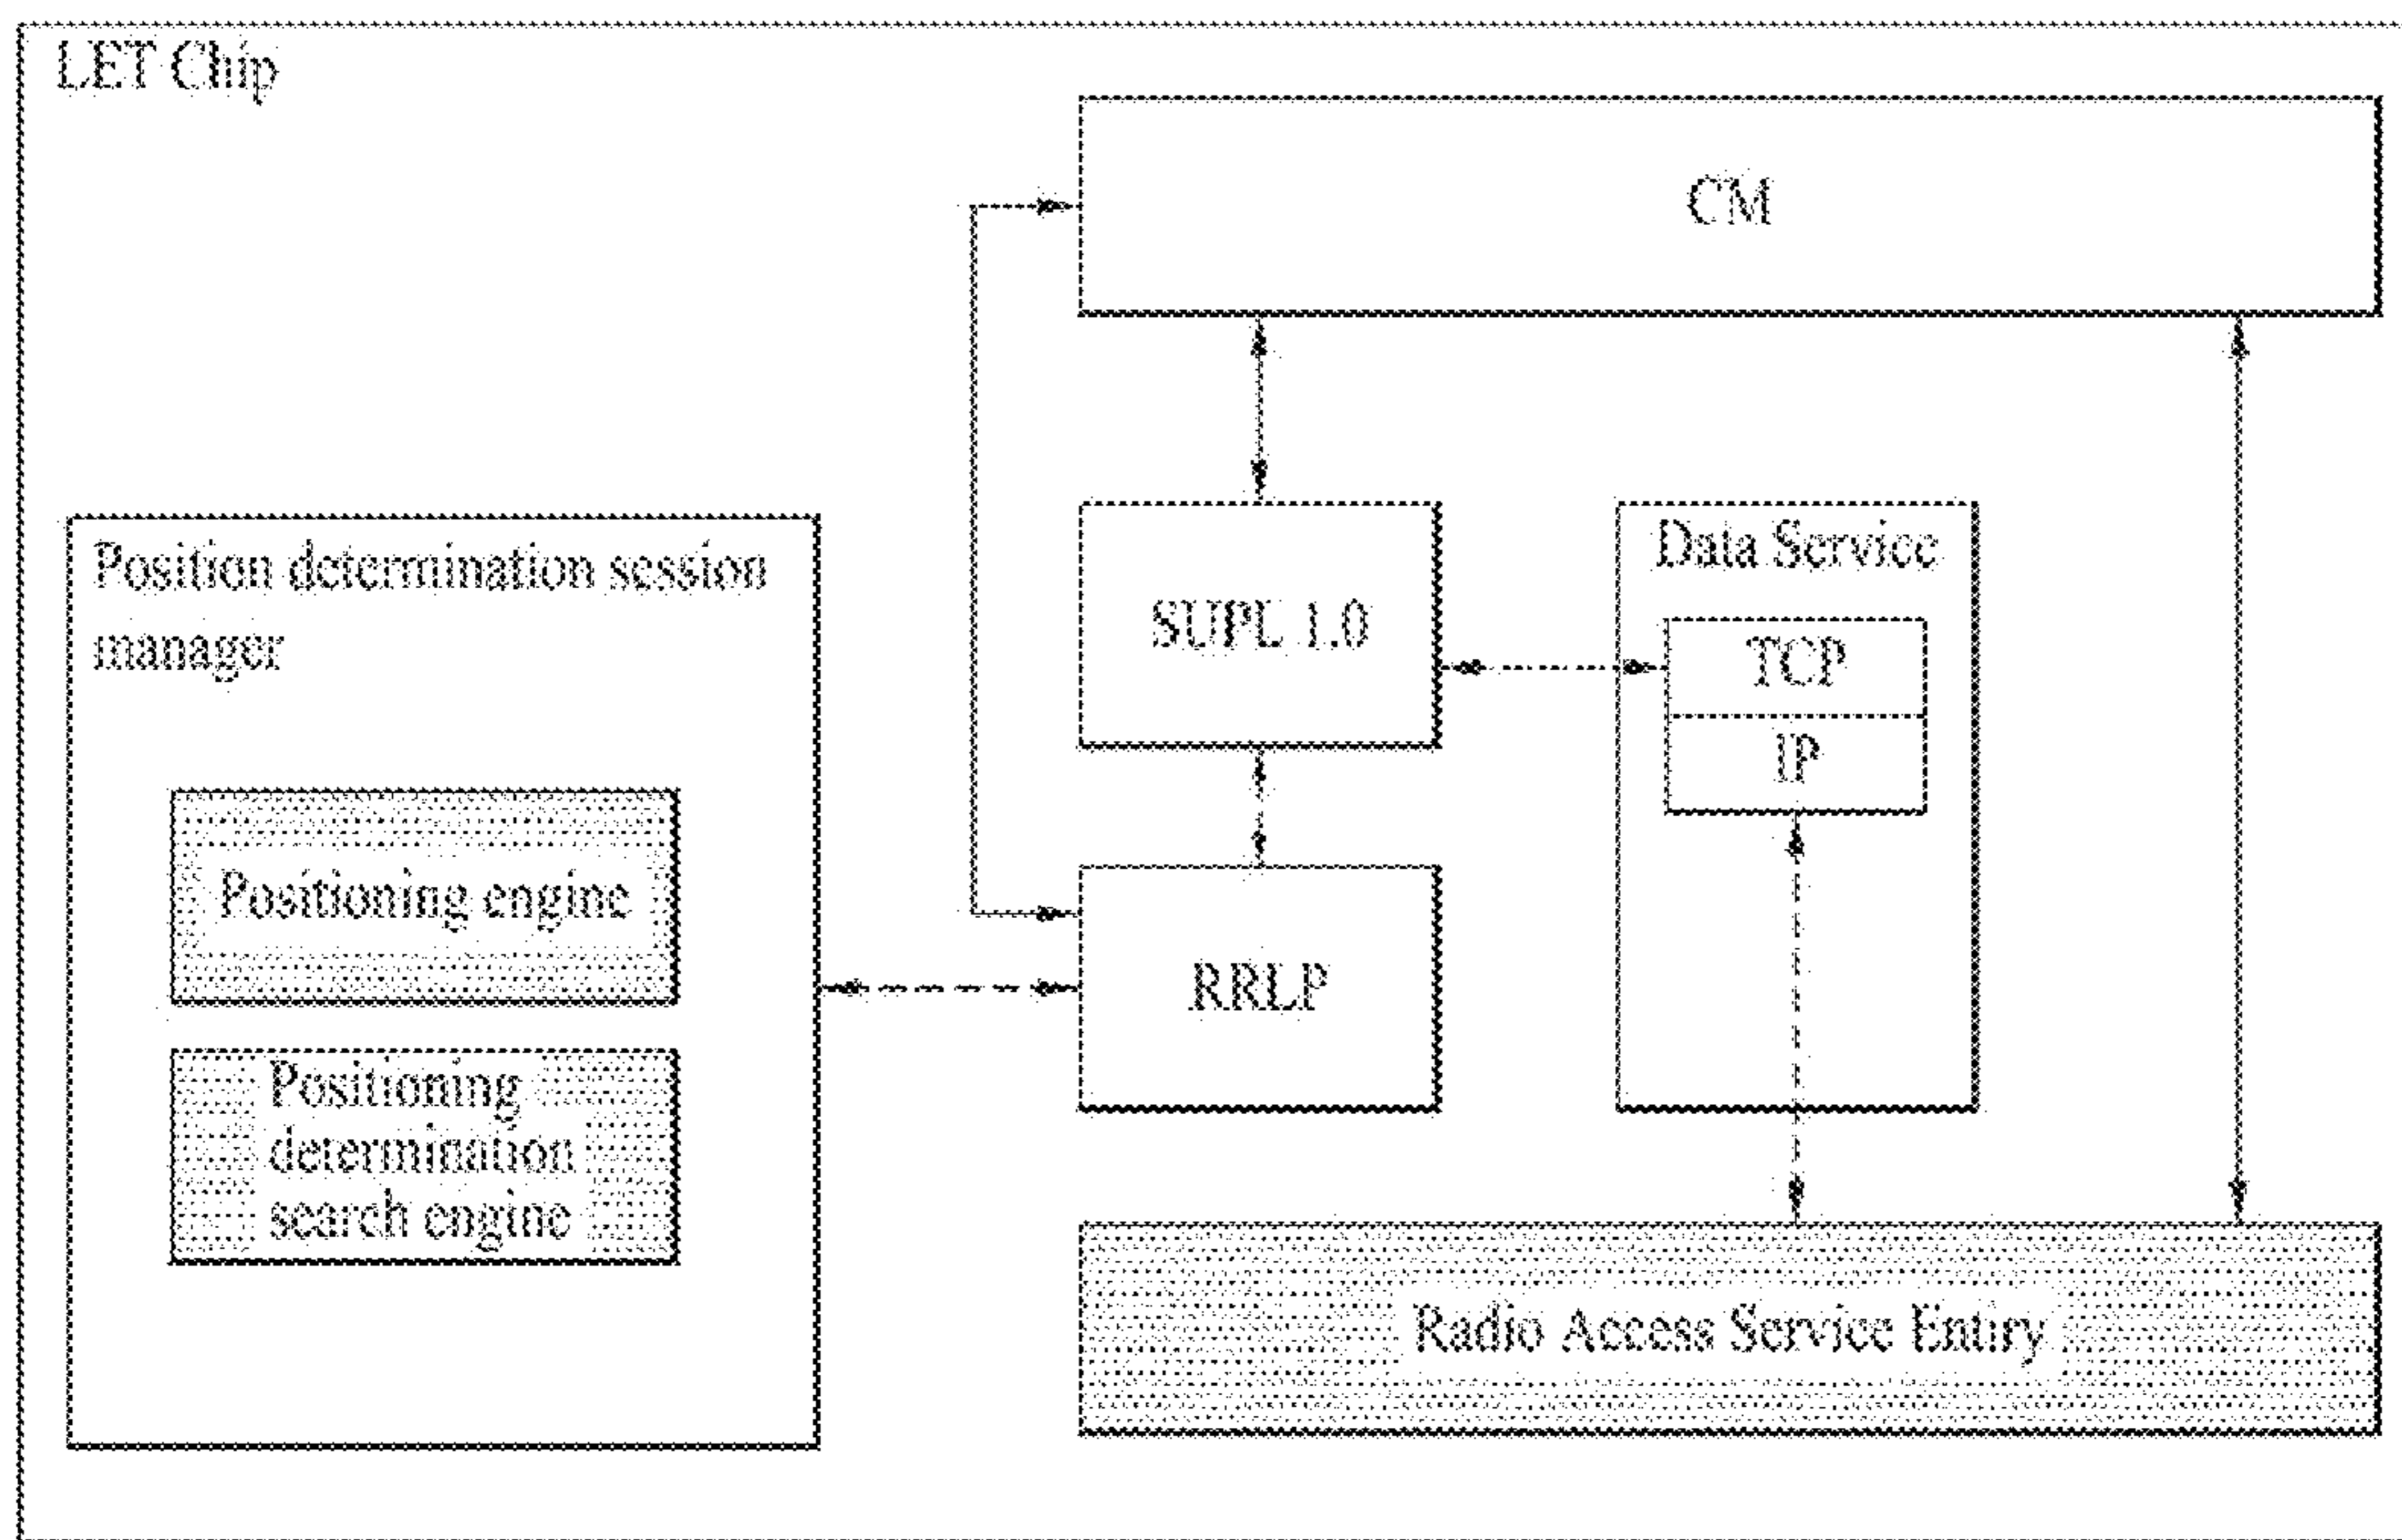 LET Chip
CM
Position determination session
manager
SUPL 1.0
Data Service
TCP
IP
Positioning engine
RRLP
Positioning
determination
search engine
Radio Access Service Entiry